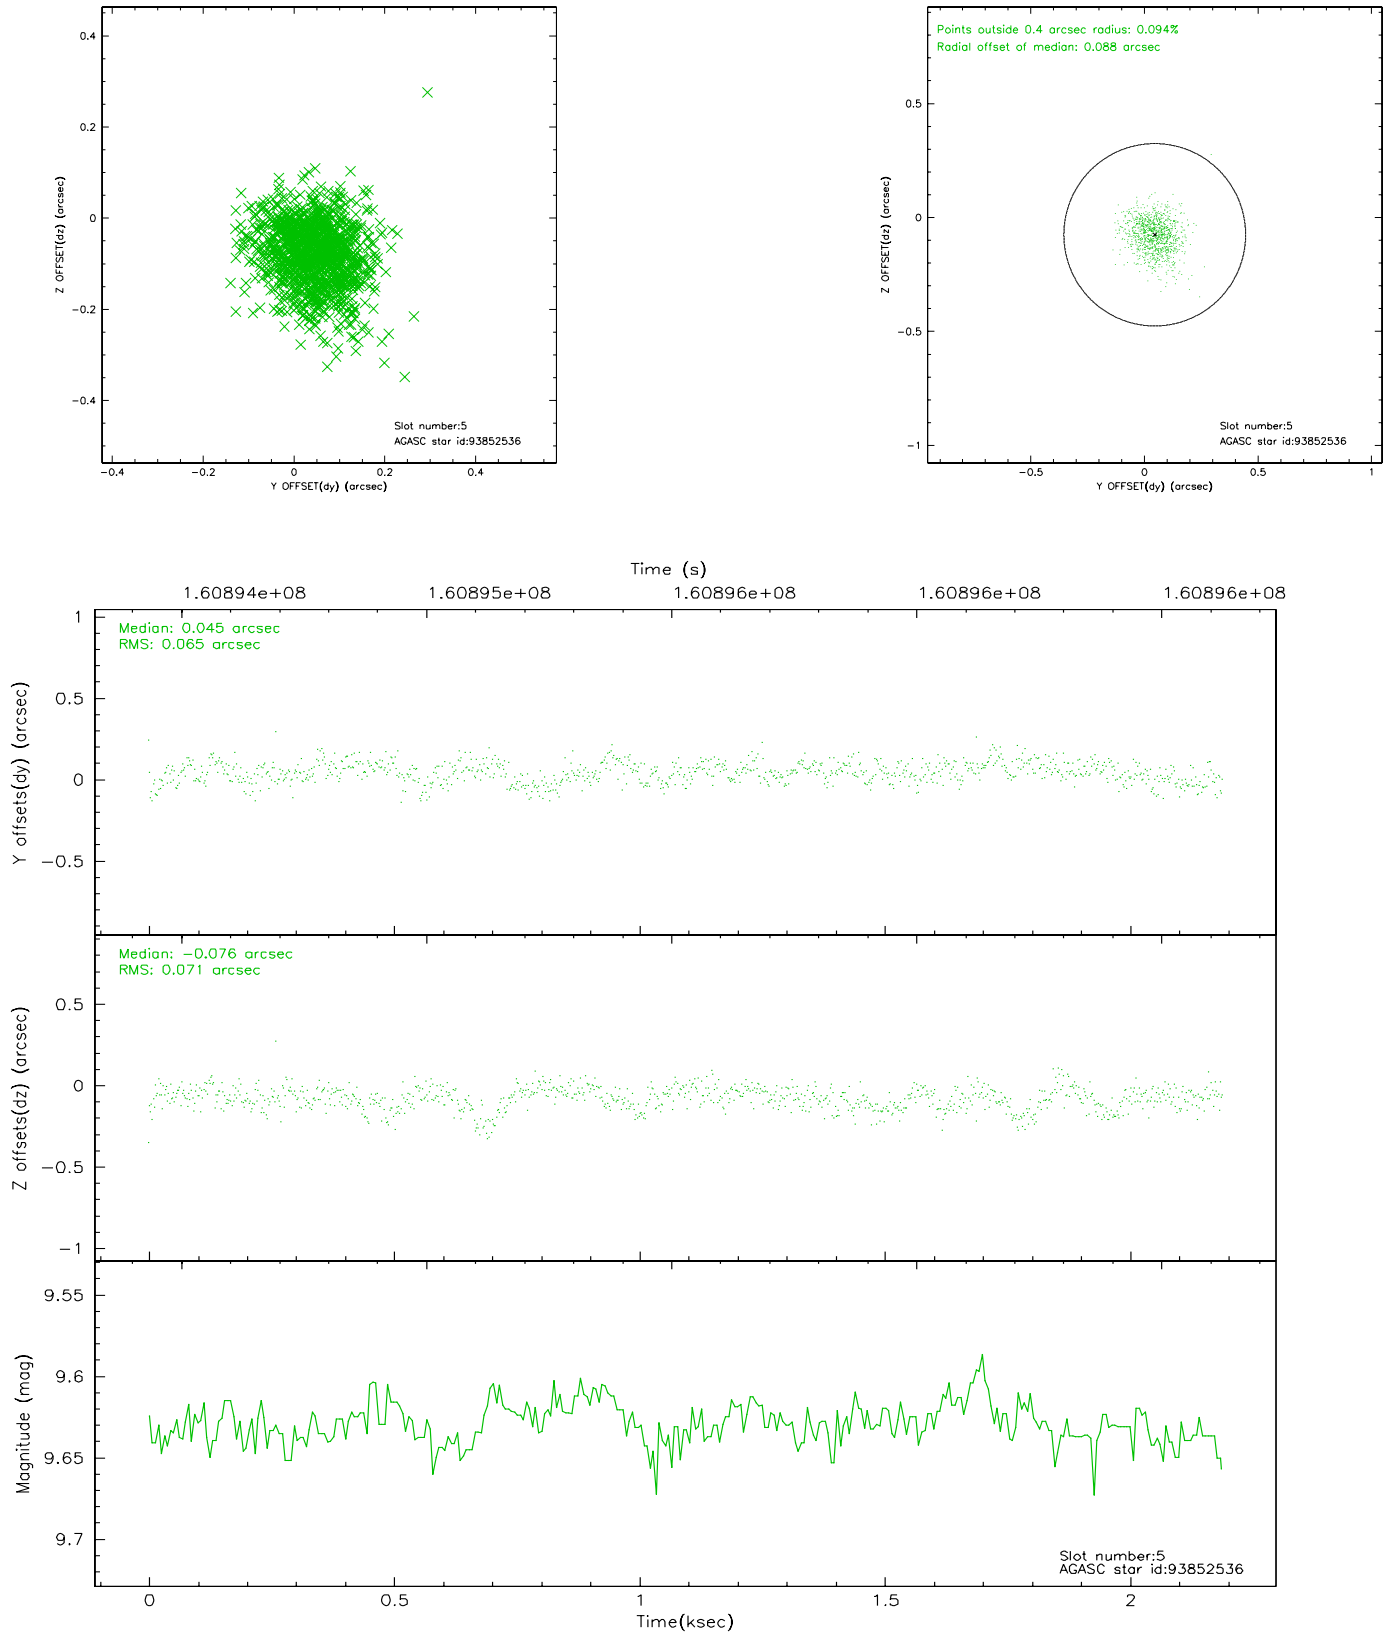 0.4
0.2
0
−0.2
−0.4
Z OFFSET(dz) (arcsec)
−0.4 −0.2 0 0.2 0.4
Y OFFSET(dy) (arcsec)
Slot number:5
AGASC star id:93852536
Points outside 0.4 arcsec radius: 0.094%
Radial offset of median: 0.088 arcsec
0.5
0
−0.5
−1
Z OFFSET(dz) (arcsec)
−0.5 0 0.5 1
Y OFFSET(dy) (arcsec)
Slot number:5
AGASC star id:93852536
Time (s)
1.60894e+08 1.60895e+08 1.60896e+08 1.60896e+08 1.60896e+08
Median: 0.045 arcsec
RMS: 0.065 arcsec
1
0.5
0
−0.5
Y offsets(dy) (arcsec)
Median: −0.076 arcsec
RMS: 0.071 arcsec
0.5
0
−0.5
−1
Z offsets(dz) (arcsec)
9.55
9.6
9.65
9.7
Magnitude (mag)
Slot number:5
AGASC star id:93852536
0 0.5 1 1.5 2
Time(ksec)